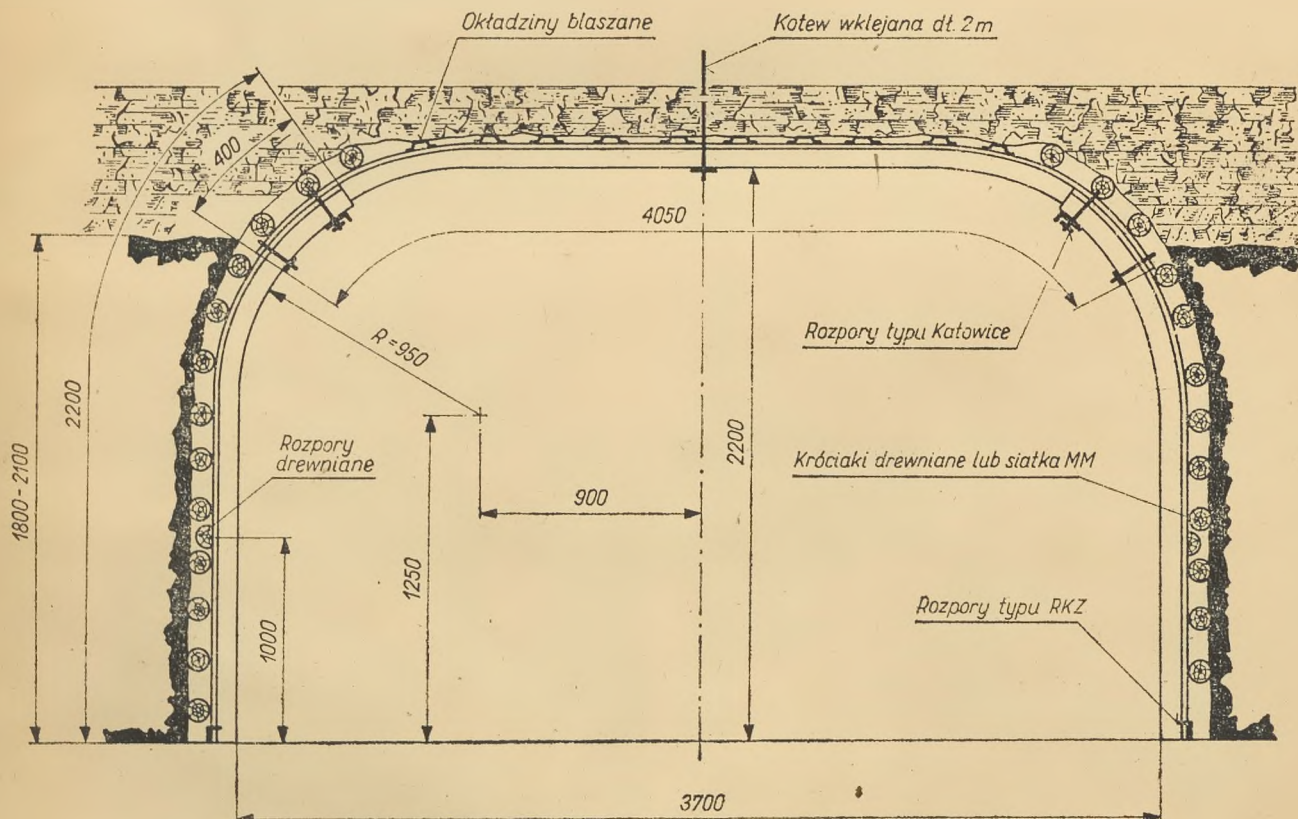 Okładziny blaszane
Kotew wklejana dł. 2m
400
4050
Rozpory typu Katowice
R=950
2200
1800-2100
Rozpory
drewniane
2200
Króciaki drewniane lub siatka MM
900
1250
1000
Rozpory typu RKZ
3700